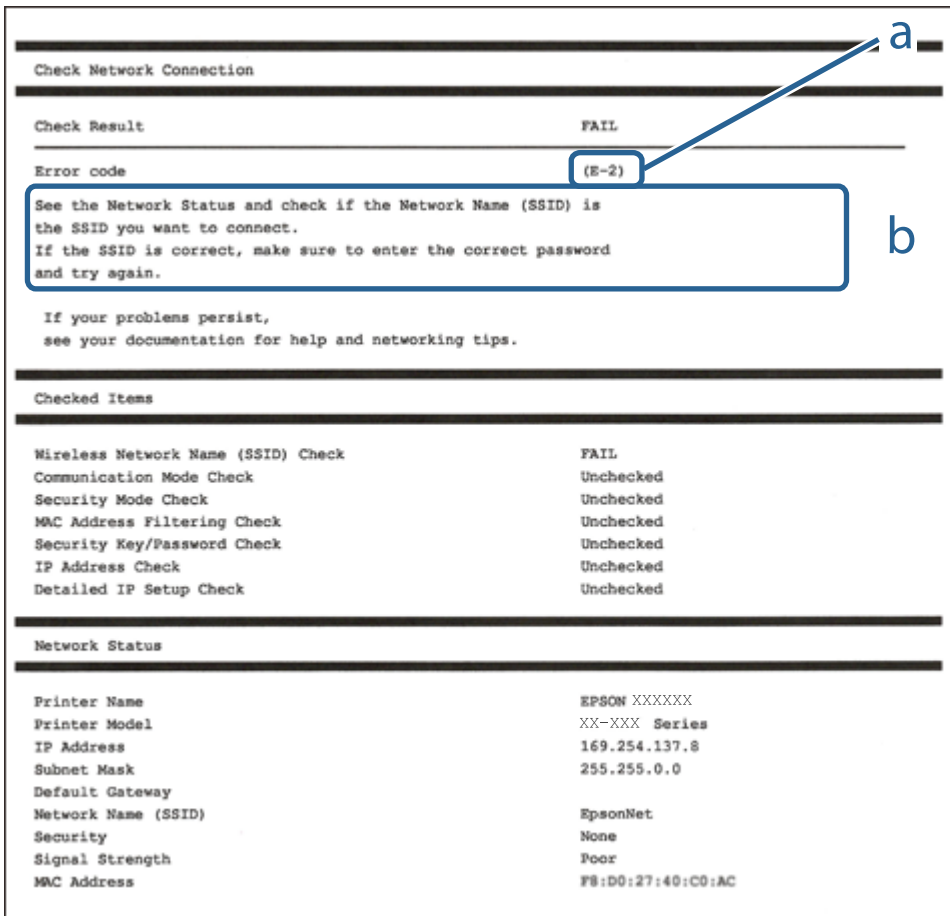 a
Check Network Connection
Check Result FAIL
Error code (E-2)
See the Network Status and check if the Network Name (SSID) is
the SSID you want to connect.
If the SSID is correct, make sure to enter the correct password
and try again.
b
If your problems persist,
see your documentation for help and networking tips.
Checked Items
Wireless Network Name (SSID) Check FAIL
Communication Mode Check Unchecked
Security Mode Check Unchecked
MAC Address Filtering Check Unchecked
Security Key/Password Check Unchecked
IP Address Check Unchecked
Detailed IP Setup Check Unchecked
Network Status
Printer Name EPSON XXXXXX
Printer Model XX-XXX Series
IP Address 169.254.137.8
Subnet Mask 255.255.0.0
Default Gateway
Network Name (SSID) EpsonNet
Security None
Signal Strength Poor
MAC Address F8:D0:27:40:C0:AC